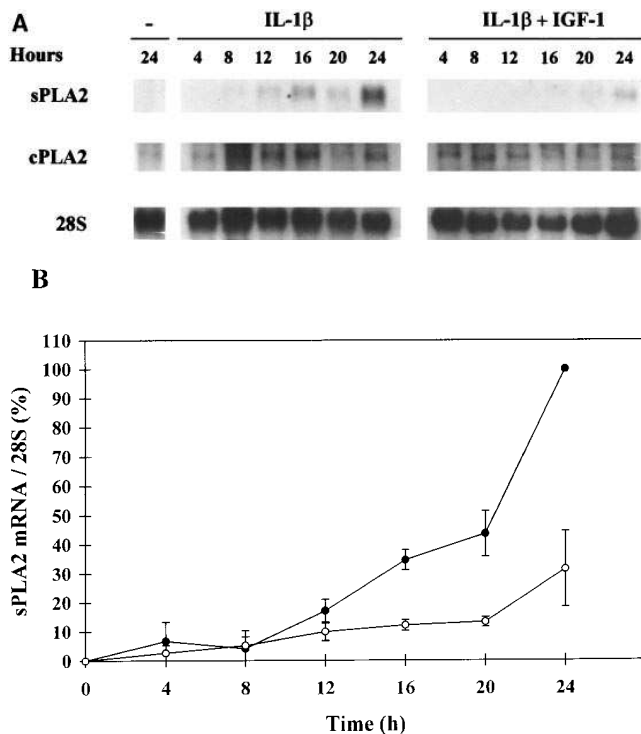 A
- IL-1β IL-1β + IGF-1
Hours 24 4 8 12 16 20 24 4 8 12 16 20 24
sPLA2
cPLA2
28S
B
110
100
90
80
70
60
50
40
30
20
10
0
sPLA2 mRNA / 28S (%)
0 4 8 12 16 20 24
Time (h)